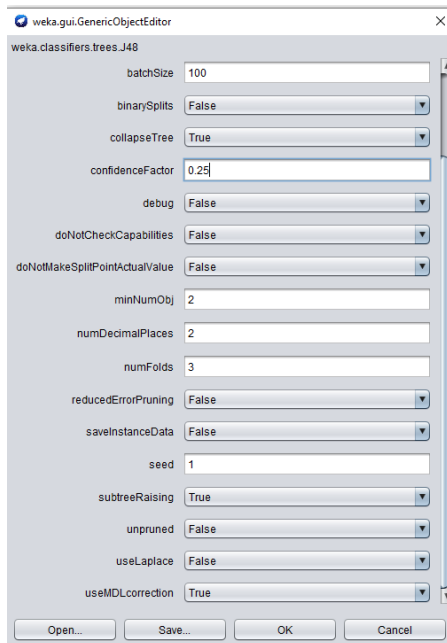 weka.gui.GenericObjectEditor
weka.classifiers.trees.J48
batchSize 100
binarySplits False
collapseTree True
confidenceFactor 0.25
debug False
doNotCheckCapabilities False
doNotMakeSplitPointActualValue False
minNumObj 2
numDecimalPlaces 2
numFolds 3
reducedErrorPruning False
saveInstanceData False
seed 1
subtreeRaising True
unpruned False
useLaplace False
useMDLcorrection True
Open... Save... OK Cancel